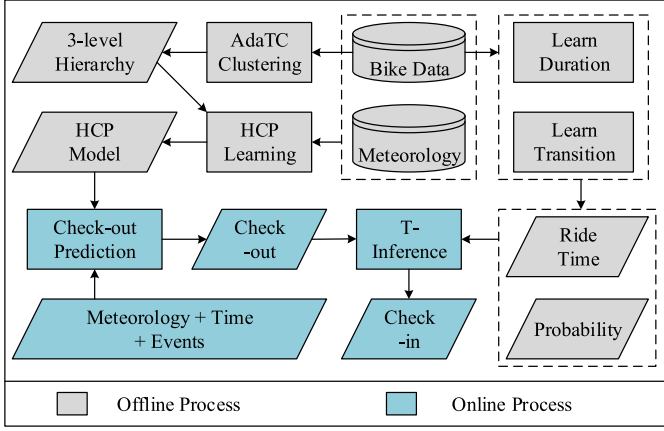 3-level
Hierarchy
AdaTC
Clustering
Bike Data
Learn
Duration
HCP
Model
HCP
Learning
Meteorology
Learn
Transition
Check-out
Prediction
Check
-out
T-
Inference
Ride
Time
Meteorology + Time
+ Events
Check
-in
Probability
Offline Process
Online Process